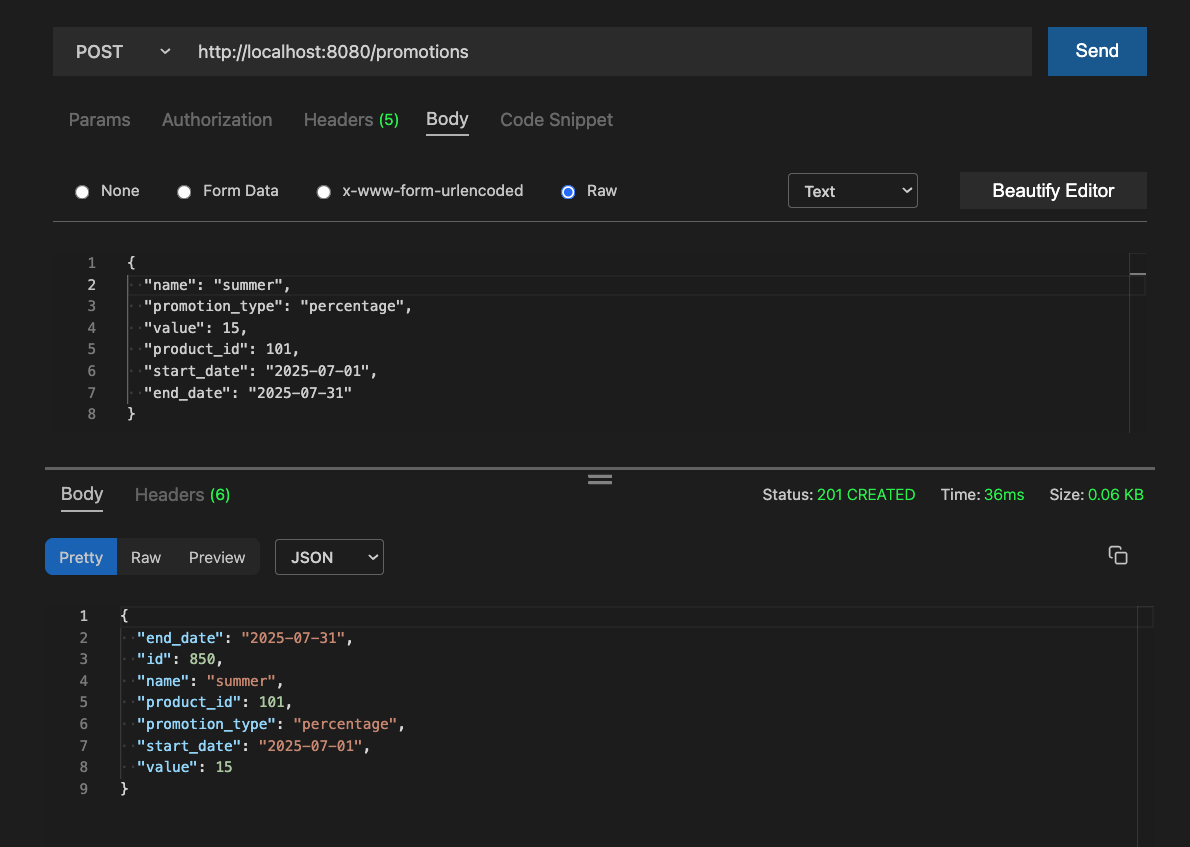 POST http://localhost:8080/promotions Send
Params Authorization Headers (5) Body Code Snippet
None Form Data x-www-form-urlencoded Raw Text Beautify Editor
1 {
2 "name": "summer",
3 "promotion_type": "percentage",
4 "value": 15,
5 "product_id": 101,
6 "start_date": "2025-07-01",
7 "end_date": "2025-07-31"
8 }
Body Headers (6) Status: 201 CREATED Time: 36ms Size: 0.06 KB
Pretty Raw Preview JSON
1 {
2 "end_date": "2025-07-31",
3 "id": 850,
4 "name": "summer",
5 "product_id": 101,
6 "promotion_type": "percentage",
7 "start_date": "2025-07-01",
8 "value": 15
9 }